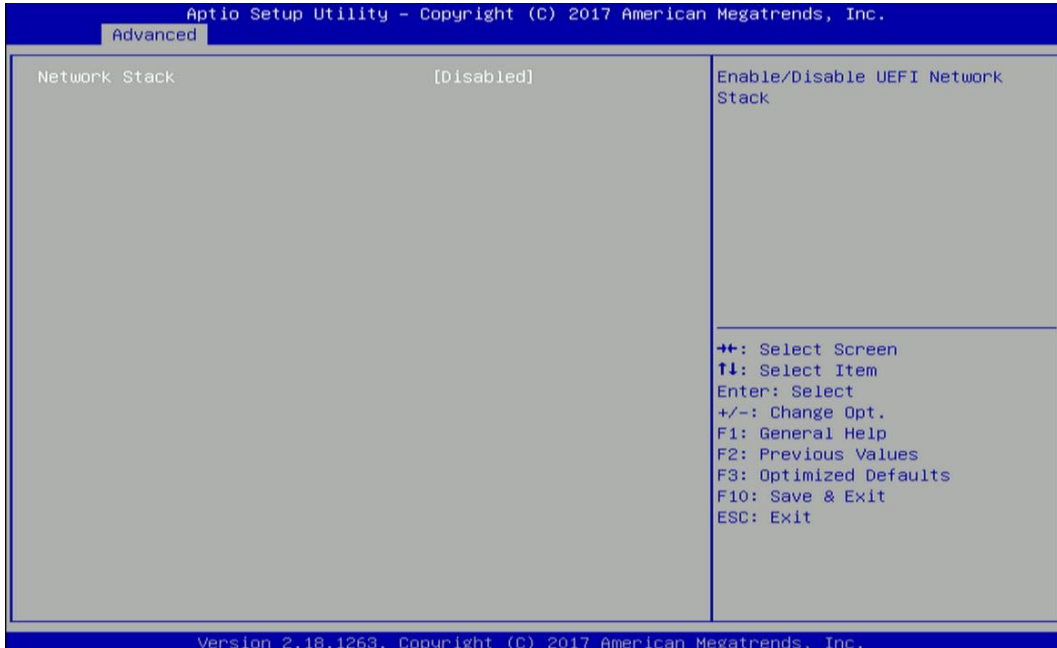 Aptio Setup Utility – Copyright (C) 2017 American Megatrends, Inc.
Advanced
Network Stack [Disabled]
Enable/Disable UEFI Network
Stack
→←: Select Screen
↑↓: Select Item
Enter: Select
+/-: Change Opt.
F1: General Help
F2: Previous Values
F3: Optimized Defaults
F10: Save & Exit
ESC: Exit
Version 2.18.1263. Copyright (C) 2017 American Megatrends, Inc.